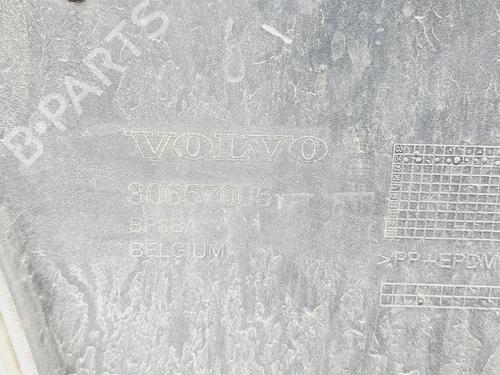 B-PARTS
VOLVO
30657005
BELGIUM
>PP+EPDM